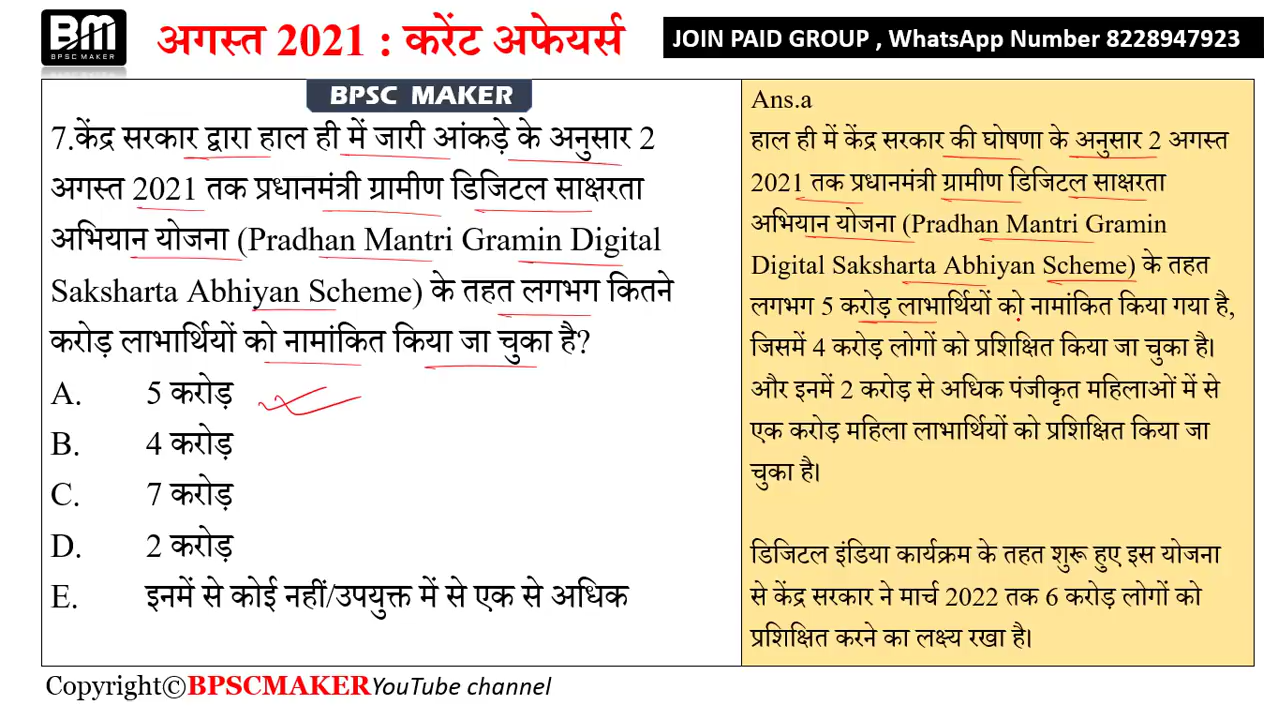 BM
BPSC MAKER
अगस्त 2021 : करेंट अफेयर्स
JOIN PAID GROUP , WhatsApp Number 8228947923
BPSC MAKER
7.केंद्र सरकार द्वारा हाल ही में जारी आंकड़े के अनुसार 2
अगस्त 2021 तक प्रधानमंत्री ग्रामीण डिजिटल साक्षरता
अभियान योजना (Pradhan Mantri Gramin Digital
Saksharta Abhiyan Scheme) के तहत लगभग कितने
करोड़ लाभार्थियों को नामांकित किया जा चुका है?
A. 5 करोड़
B. 4 करोड़
C. 7 करोड़
D. 2 करोड़
E. इनमें से कोई नहीं/उपयुक्त में से एक से अधिक
Ans.a
हाल ही में केंद्र सरकार की घोषणा के अनुसार 2 अगस्त
2021 तक प्रधानमंत्री ग्रामीण डिजिटल साक्षरता
अभियान योजना (Pradhan Mantri Gramin
Digital Saksharta Abhiyan Scheme) के तहत
लगभग 5 करोड़ लाभार्थियों को नामांकित किया गया है,
जिसमें 4 करोड़ लोगों को प्रशिक्षित किया जा चुका है।
और इनमें 2 करोड़ से अधिक पंजीकृत महिलाओं में से
एक करोड़ महिला लाभार्थियों को प्रशिक्षित किया जा
चुका है।
डिजिटल इंडिया कार्यक्रम के तहत शुरू हुए इस योजना
से केंद्र सरकार ने मार्च 2022 तक 6 करोड़ लोगों को
प्रशिक्षित करने का लक्ष्य रखा है।
Copyright©BPSCMAKERYouTube channel